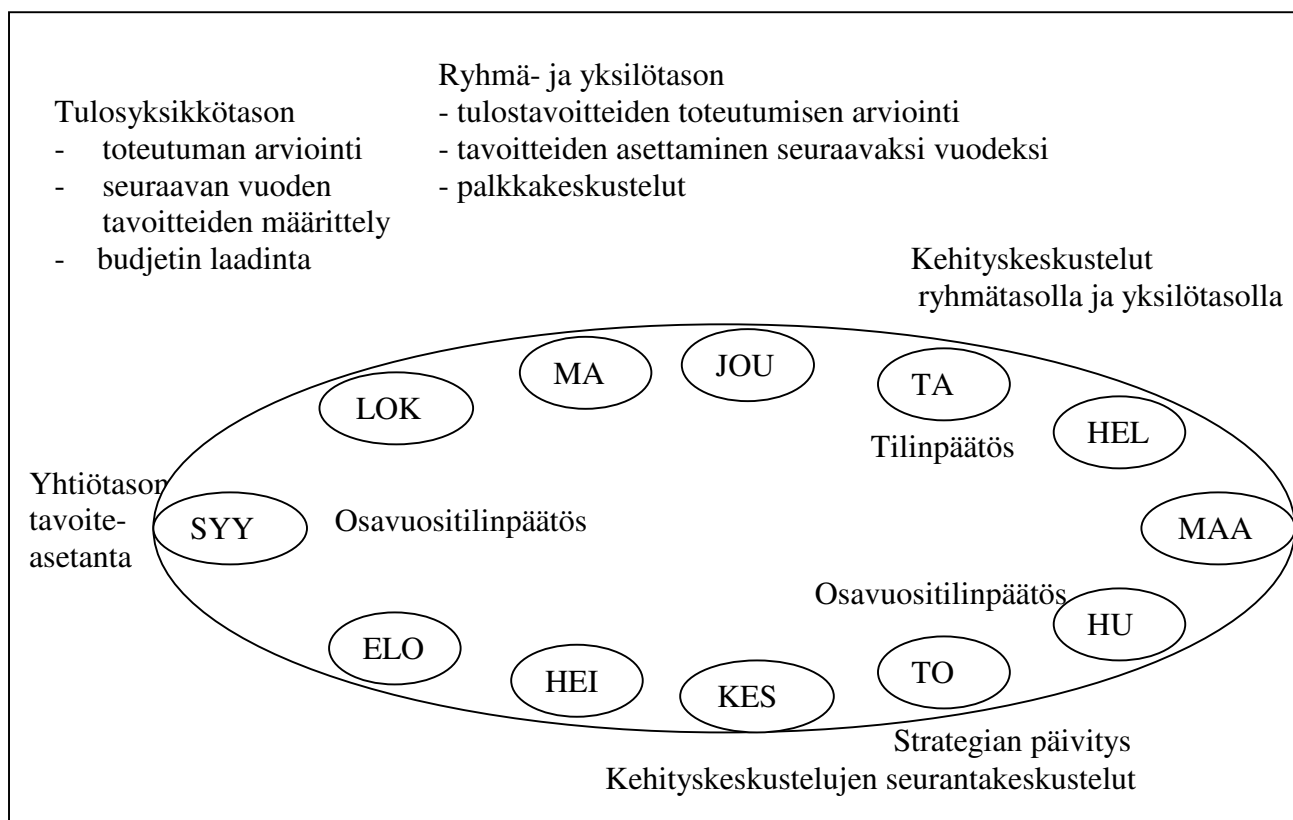 Ryhmä- ja yksilötason
- tulostavoitteiden toteutumisen arviointi
- tavoitteiden asettaminen seuraavaksi vuodeksi
- palkkakeskustelut
Tulosyksikkötason
- toteutuman arviointi
- seuraavan vuoden
tavoitteiden määrittely
- budjetin laadinta
Kehityskeskustelut
ryhmätasolla ja yksilötasolla
LOK
MA
JOU
TA
HEL
Tilinpäätös
Yhtiötason
tavoite-
asetanta
SYY
Osavuositilinpäätös
MAA
Osavuositilinpäätös
HU
ELO
HEI
KES
TO
Strategian päivitys
Kehityskeskustelujen seurantakeskustelut